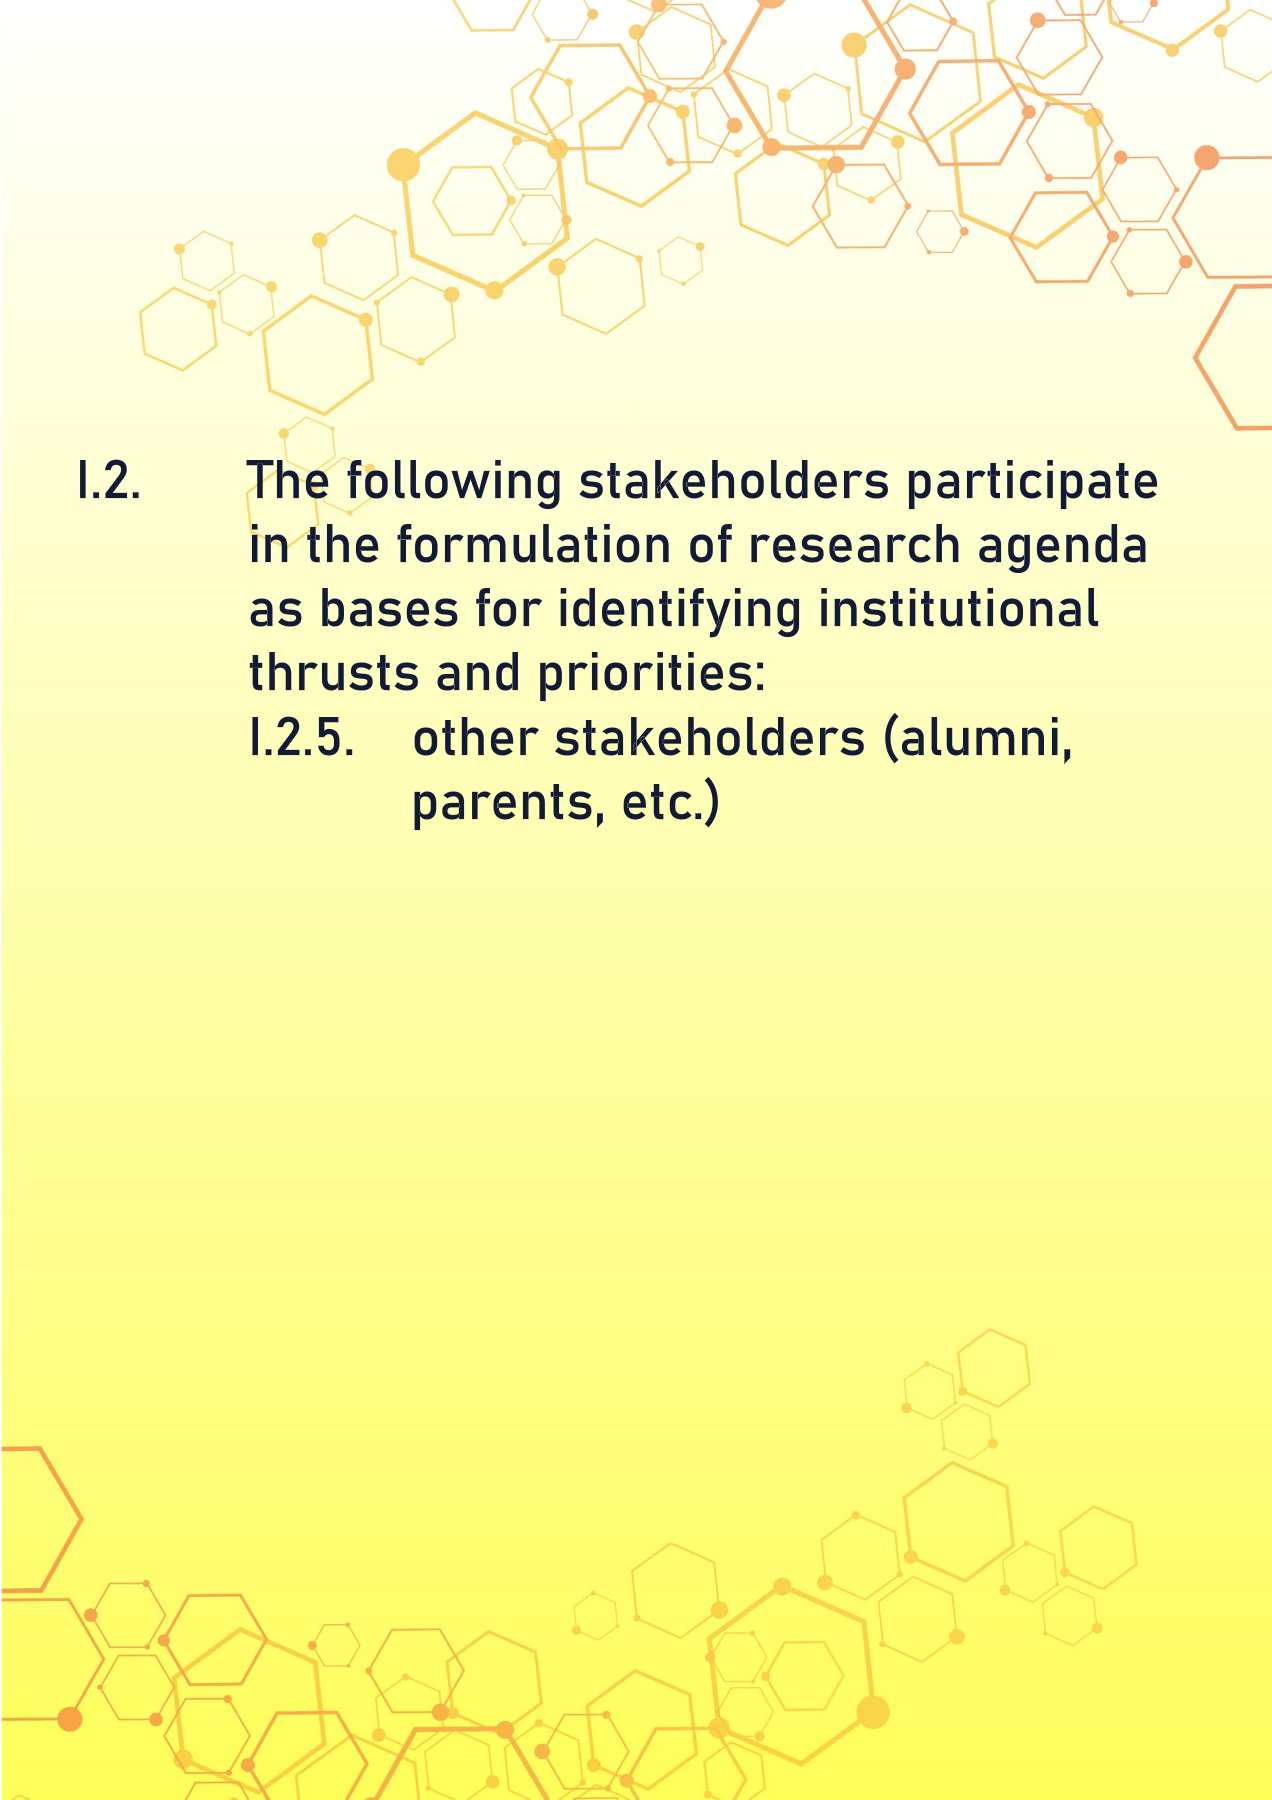 I.2. The following stakeholders participate
in the formulation of research agenda
as bases for identifying institutional
thrusts and priorities:
I.2.5. other stakeholders (alumni,
parents, etc.)